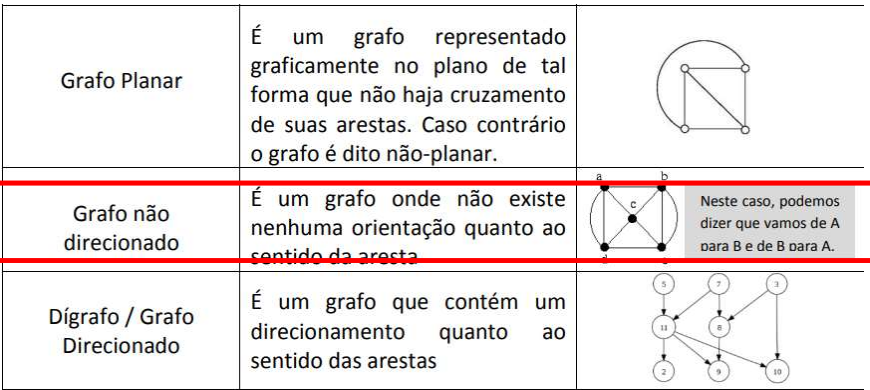 Grafo Planar
É um grafo representado
graficamente no plano de tal
forma que não haja cruzamento
de suas arestas. Caso contrário
o grafo é dito não-planar.
Grafo não
direcionado
É um grafo onde não existe
nenhuma orientação quanto ao
sentido da aresta
a b
c
d
Neste caso, podemos
dizer que vamos de A
para B e de B para A.
Dígrafo / Grafo
Direcionado
É um grafo que contém um
direcionamento quanto ao
sentido das arestas
5 7 3
11 8
2 9 10